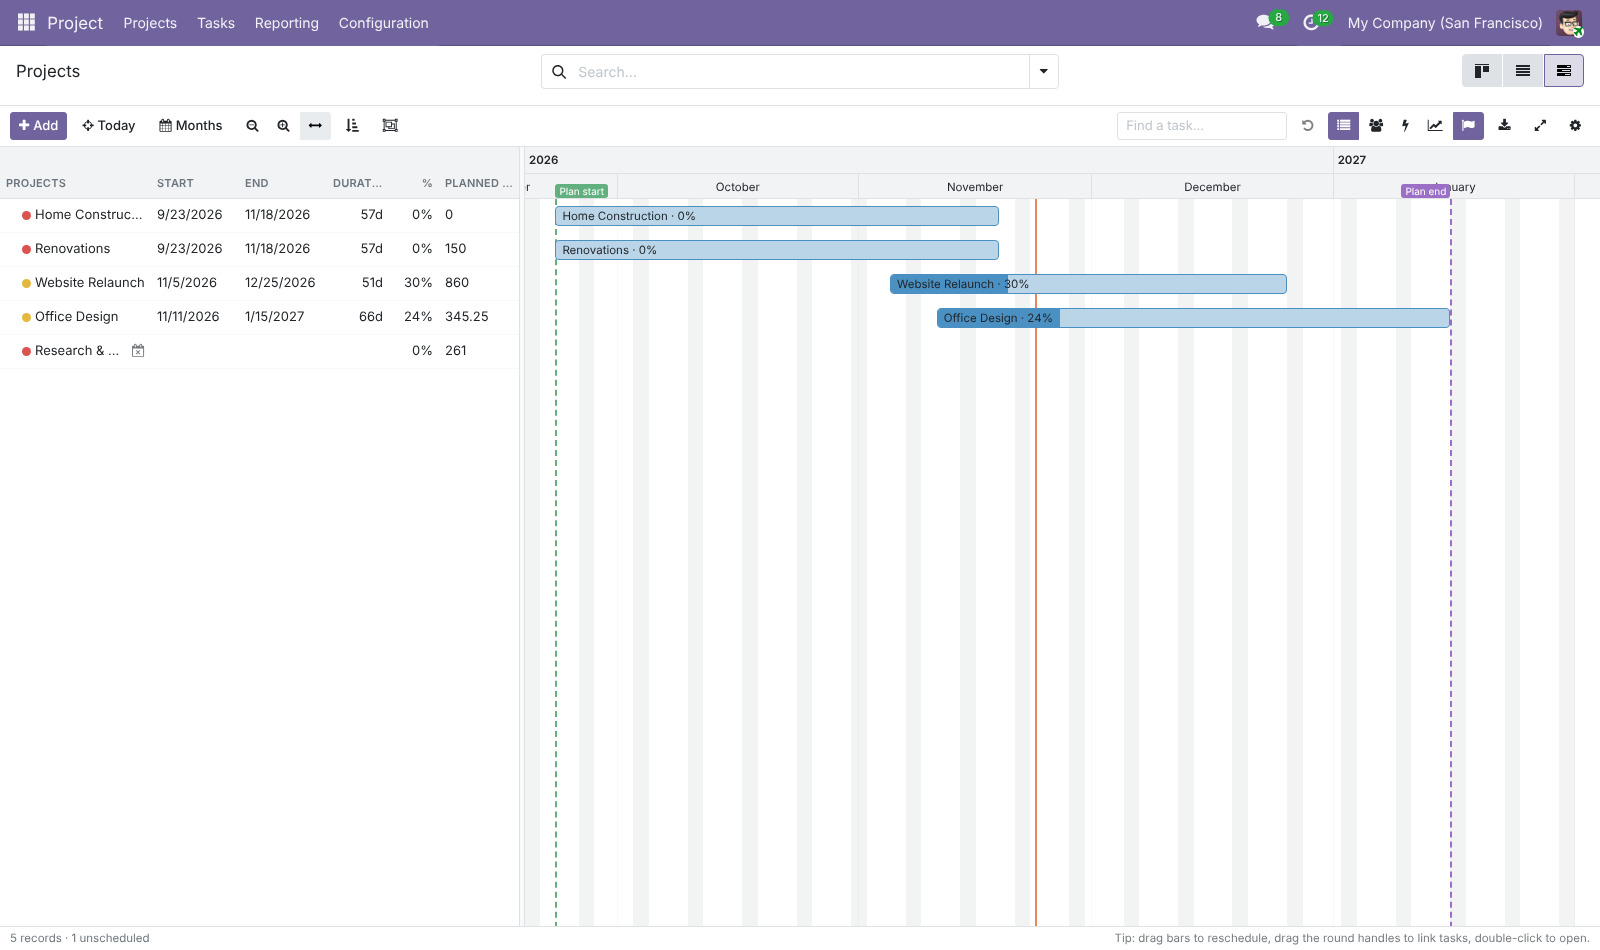 Project Projects Tasks Reporting Configuration 8 12 My Company (San Francisco)
Projects
Search...
Add Today Months Find a task...
2026 2027
PROJECTS START END DURAT... % PLANNED ...
r Plan start October November December Plan end uary
Home Construc... 9/23/2026 11/18/2026 57d 0% 0
Home Construction · 0%
Renovations 9/23/2026 11/18/2026 57d 0% 150
Renovations · 0%
Website Relaunch 11/5/2026 12/25/2026 51d 30% 860
Website Relaunch · 30%
Office Design 11/11/2026 1/15/2027 66d 24% 345.25
Office Design · 24%
Research & ... 0% 261
5 records · 1 unscheduled
Tip: drag bars to reschedule, drag the round handles to link tasks, double-click to open.